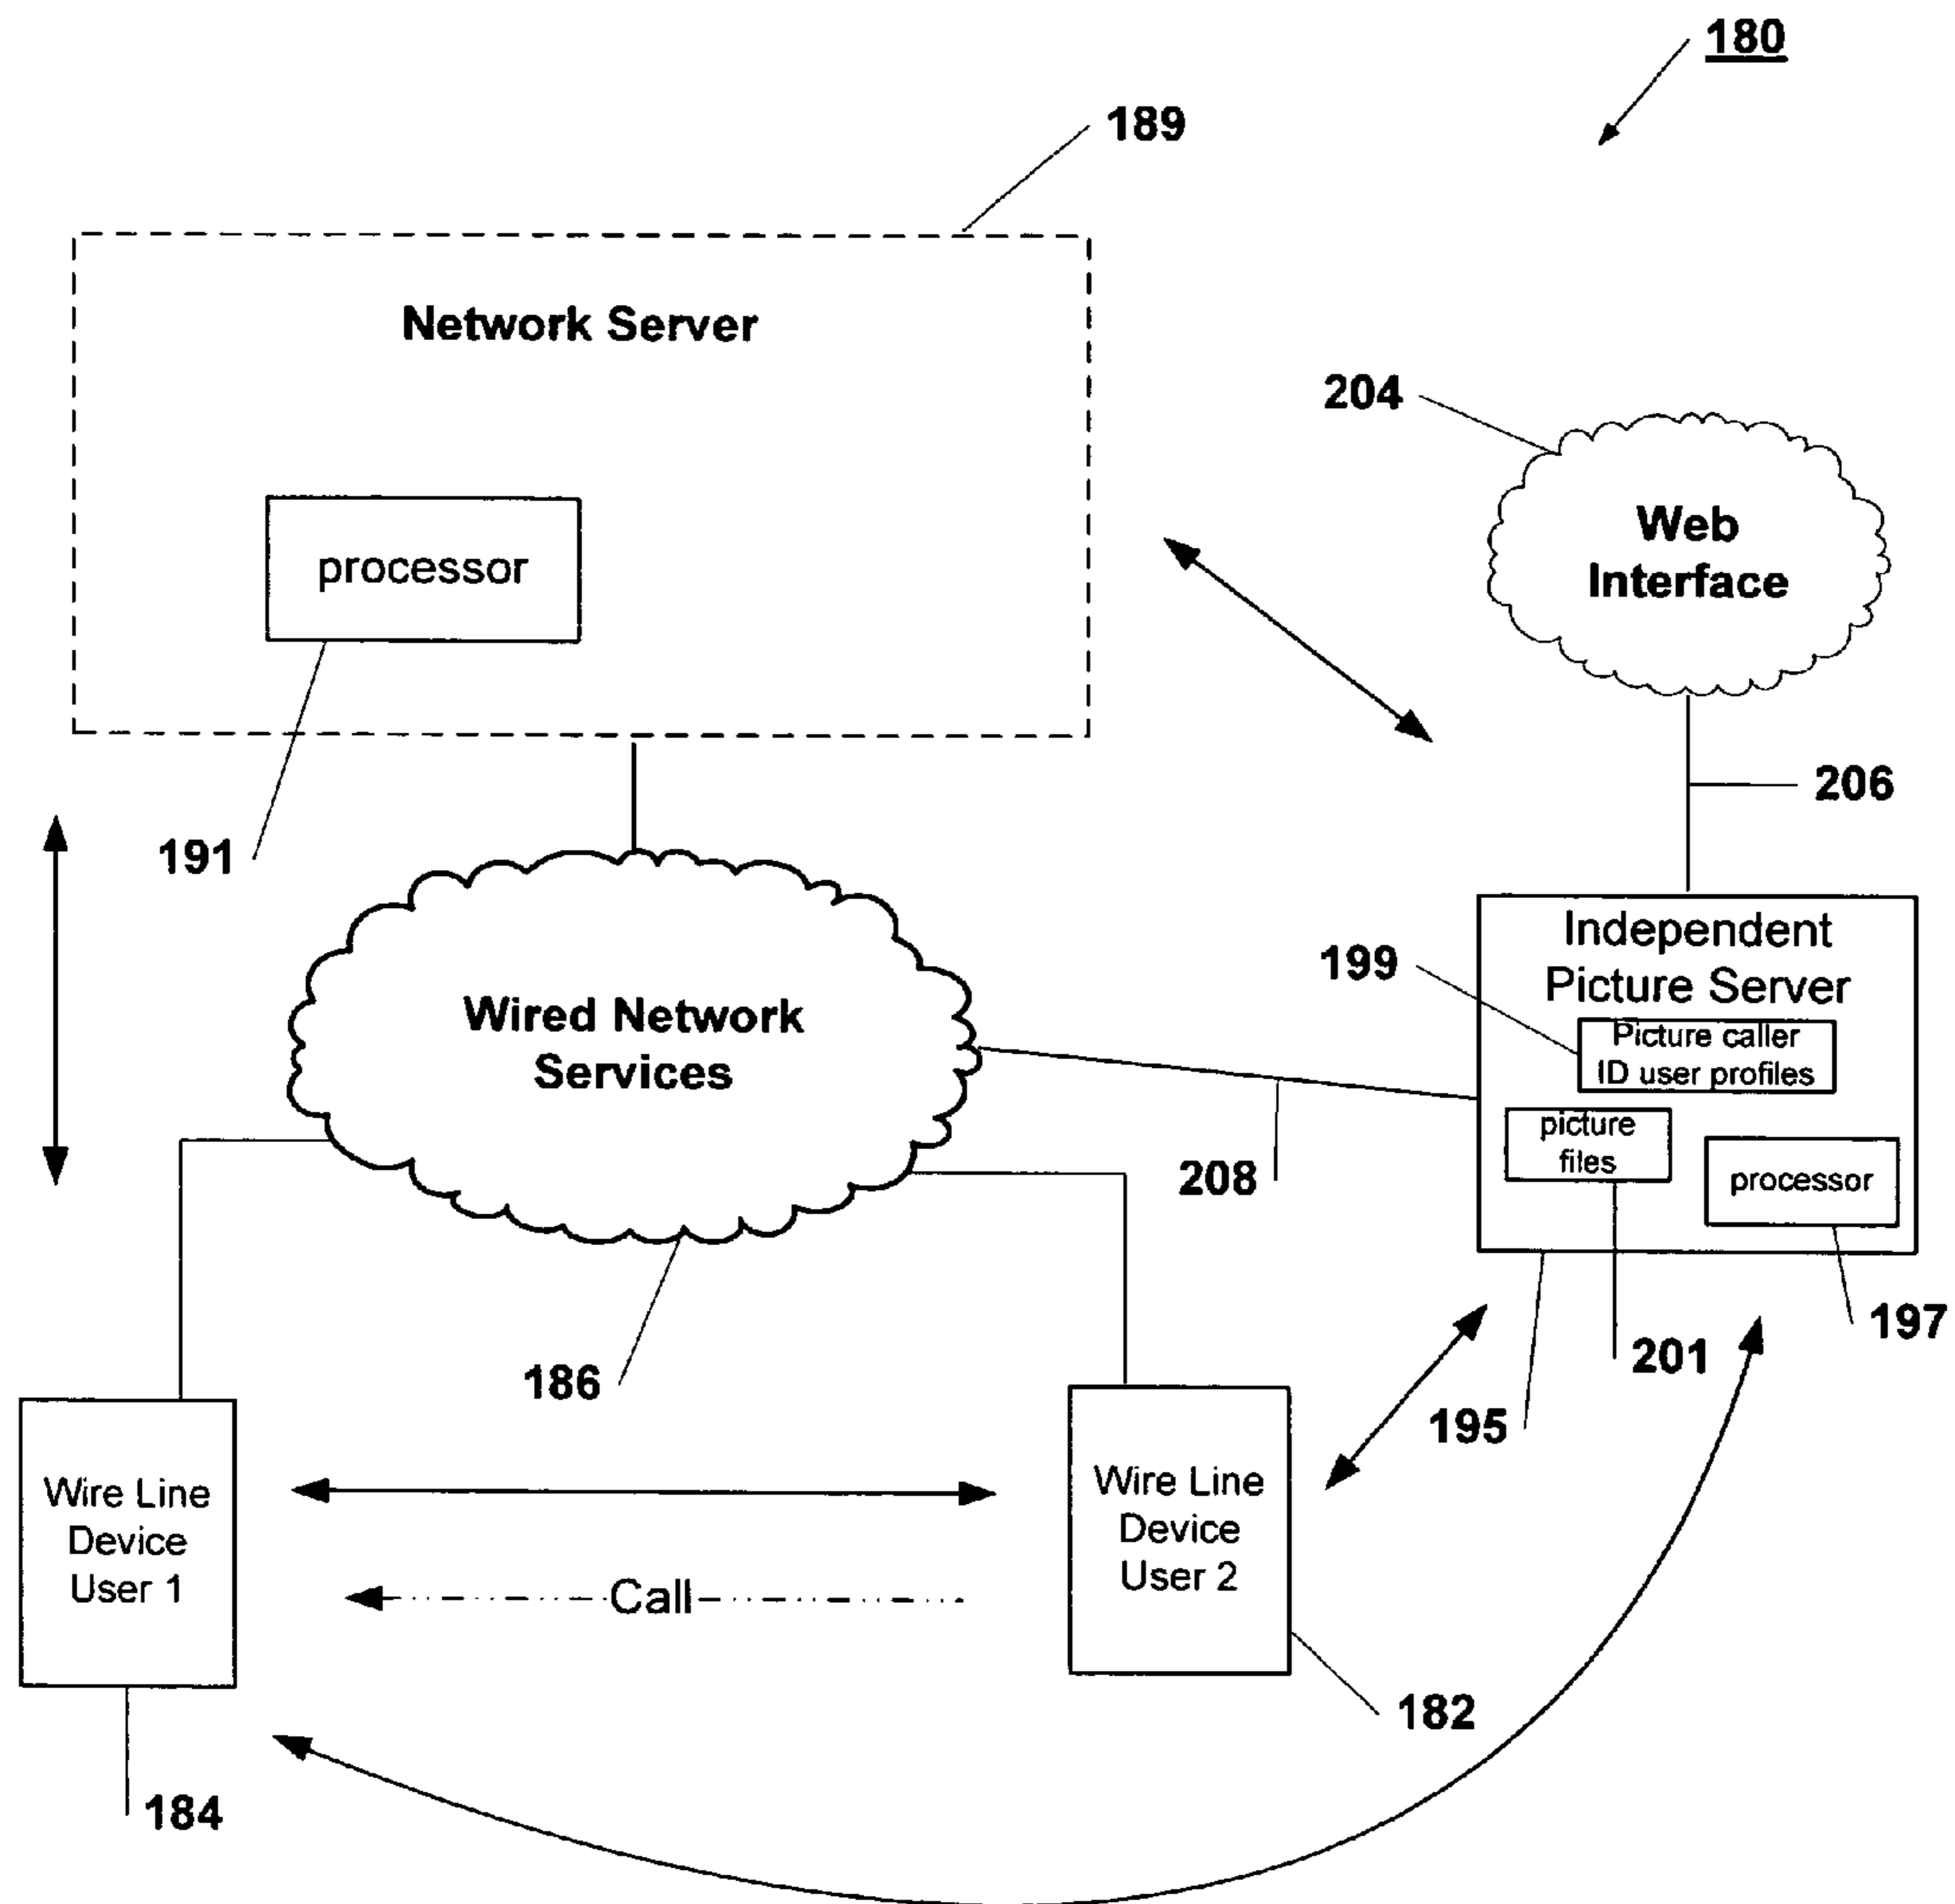 180
189
Network Server
204
Web
Interface
processor
206
191
Independent
Picture Server
199
Wired Network
Services
Picture caller
ID user profiles
picture
files
processor
208
197
201
186
195
Wire Line
Device
User 1
Wire Line
Device
User 2
Call
182
184